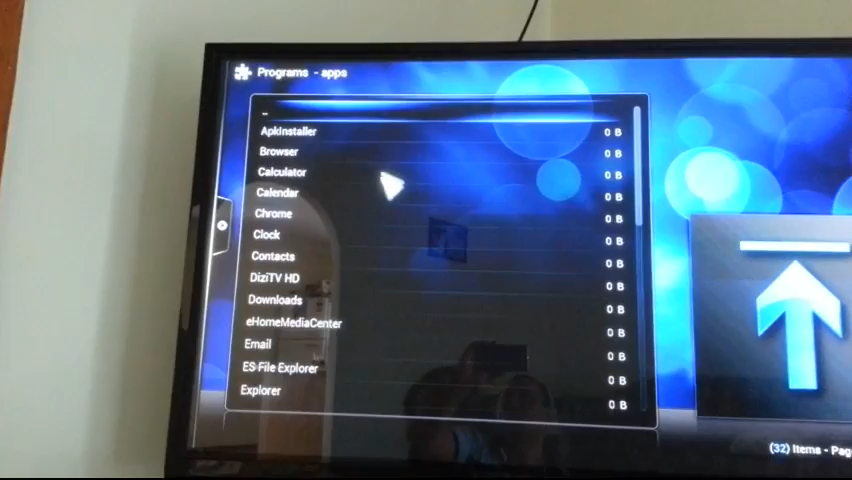 Programs - apps
..
ApkInstaller 0 B
Browser 0 B
Calculator 0 B
Calendar 0 B
Chrome 0 B
Clock 0 B
Contacts 0 B
DiziTV HD 0 B
Downloads 0 B
eHomeMediaCenter 0 B
Email 0 B
ES File Explorer 0 B
Explorer 0 B
(32) Items - Pag